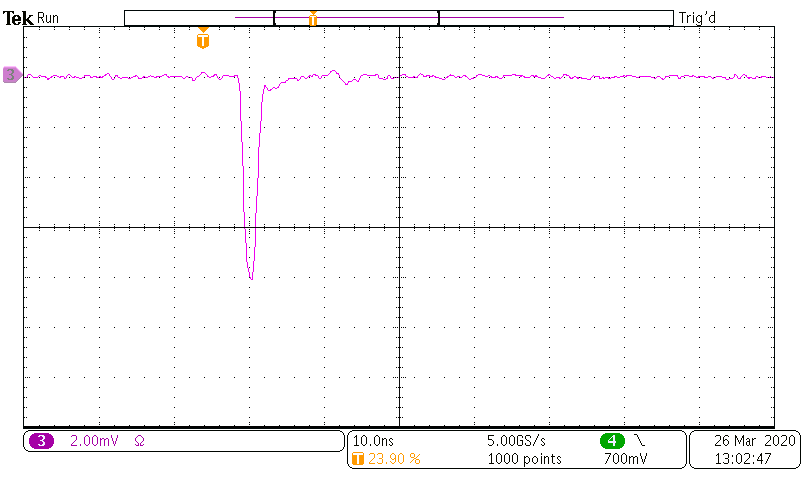 Tek Run Trig'd
T
T
3
3 2.00mV Ω 10.0ns 5.00GS/s 4 26 Mar 2020
T 23.90 % 1000 points 700mV 13:02:47